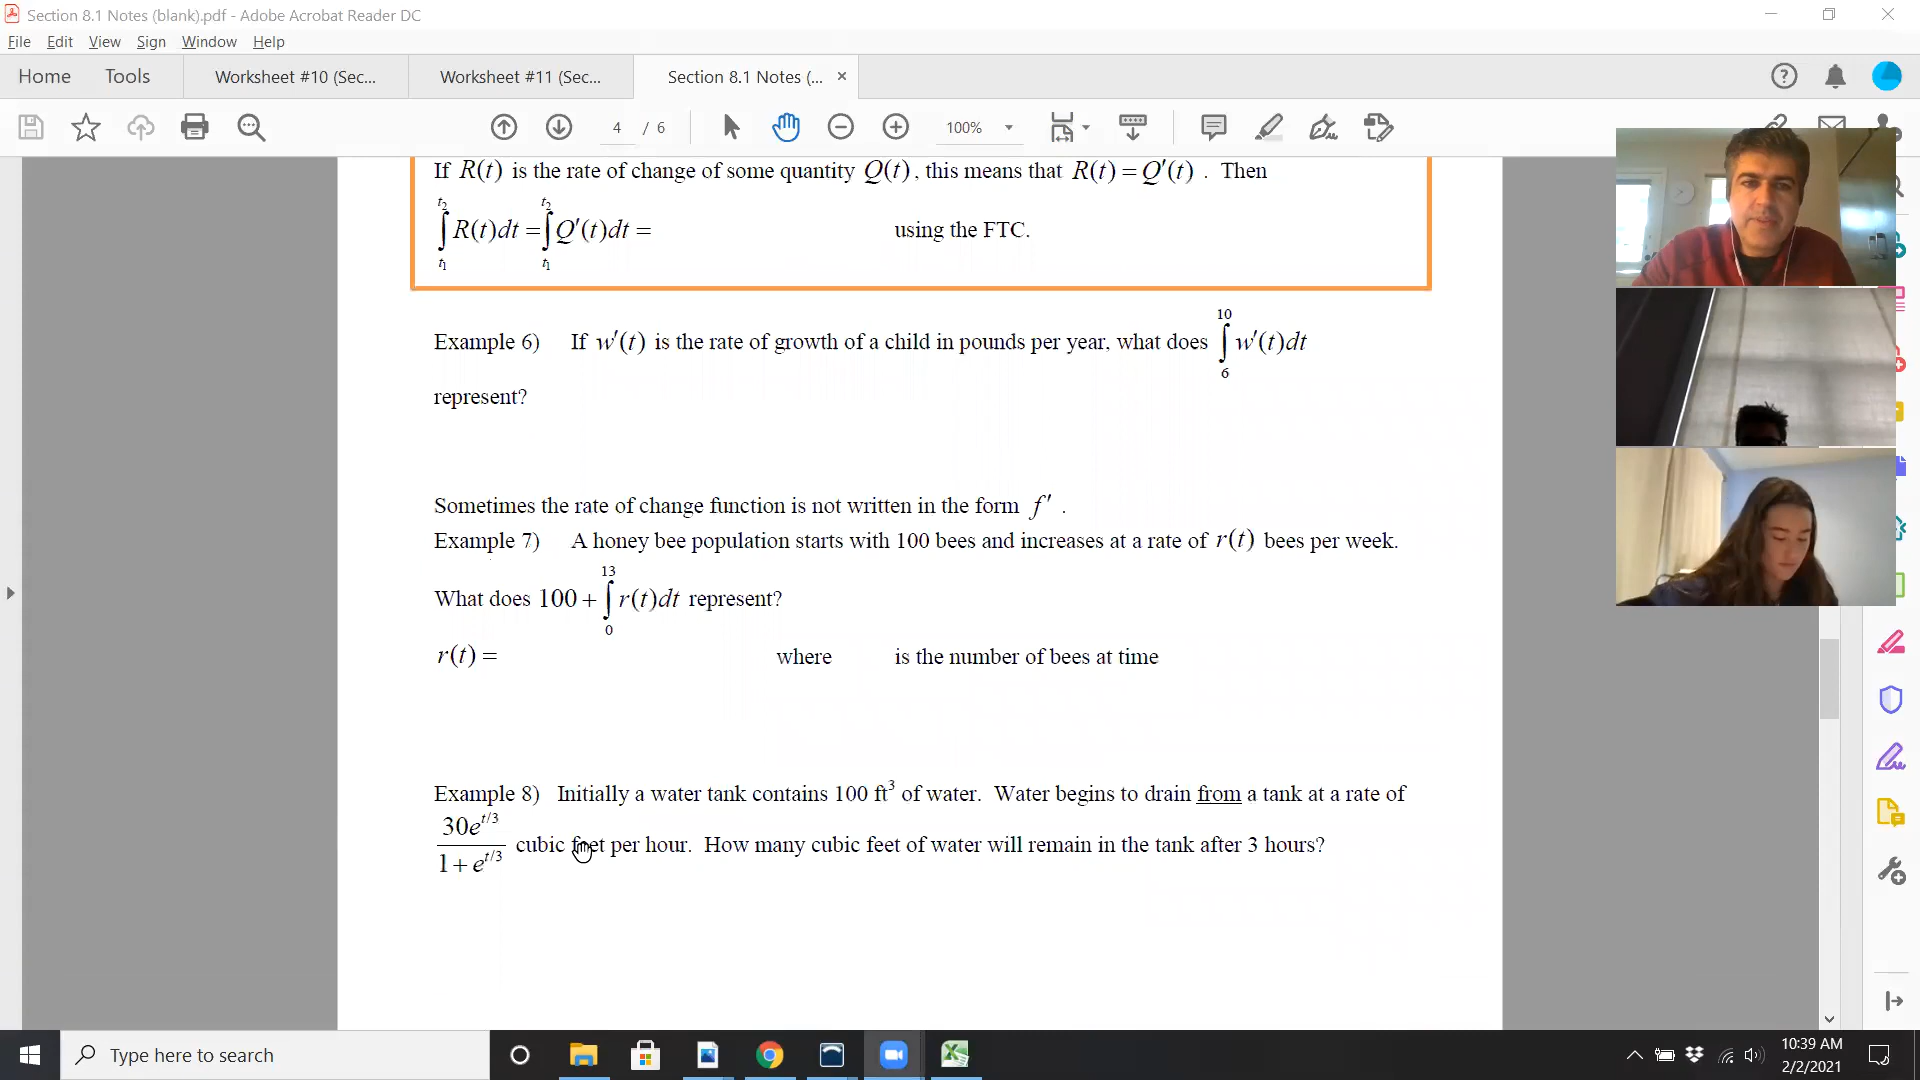 Section 8.1 Notes (blank).pdf - Adobe Acrobat Reader DC
File Edit View Sign Window Help
Home Tools Worksheet #10 (Sec... Worksheet #11 (Sec... Section 8.1 Notes (... ×
4 / 6 100%
If R(t) is the rate of change of some quantity Q(t), this means that R(t) = Q′(t) . Then
∫_{t₁}^{t₂} R(t)dt = ∫_{t₁}^{t₂} Q′(t)dt = using the FTC.
Example 6) If w′(t) is the rate of growth of a child in pounds per year, what does ∫_{6}^{10} w′(t)dt
represent?
Sometimes the rate of change function is not written in the form f′ .
Example 7) A honey bee population starts with 100 bees and increases at a rate of r(t) bees per week.
What does 100 + ∫_{0}^{13} r(t)dt represent?
r(t) = where is the number of bees at time
Example 8) Initially a water tank contains 100 ft³ of water. Water begins to drain from a tank at a rate of
30e^{t/3} / (1 + e^{t/3}) cubic feet per hour. How many cubic feet of water will remain in the tank after 3 hours?
Type here to search
10:39 AM
2/2/2021